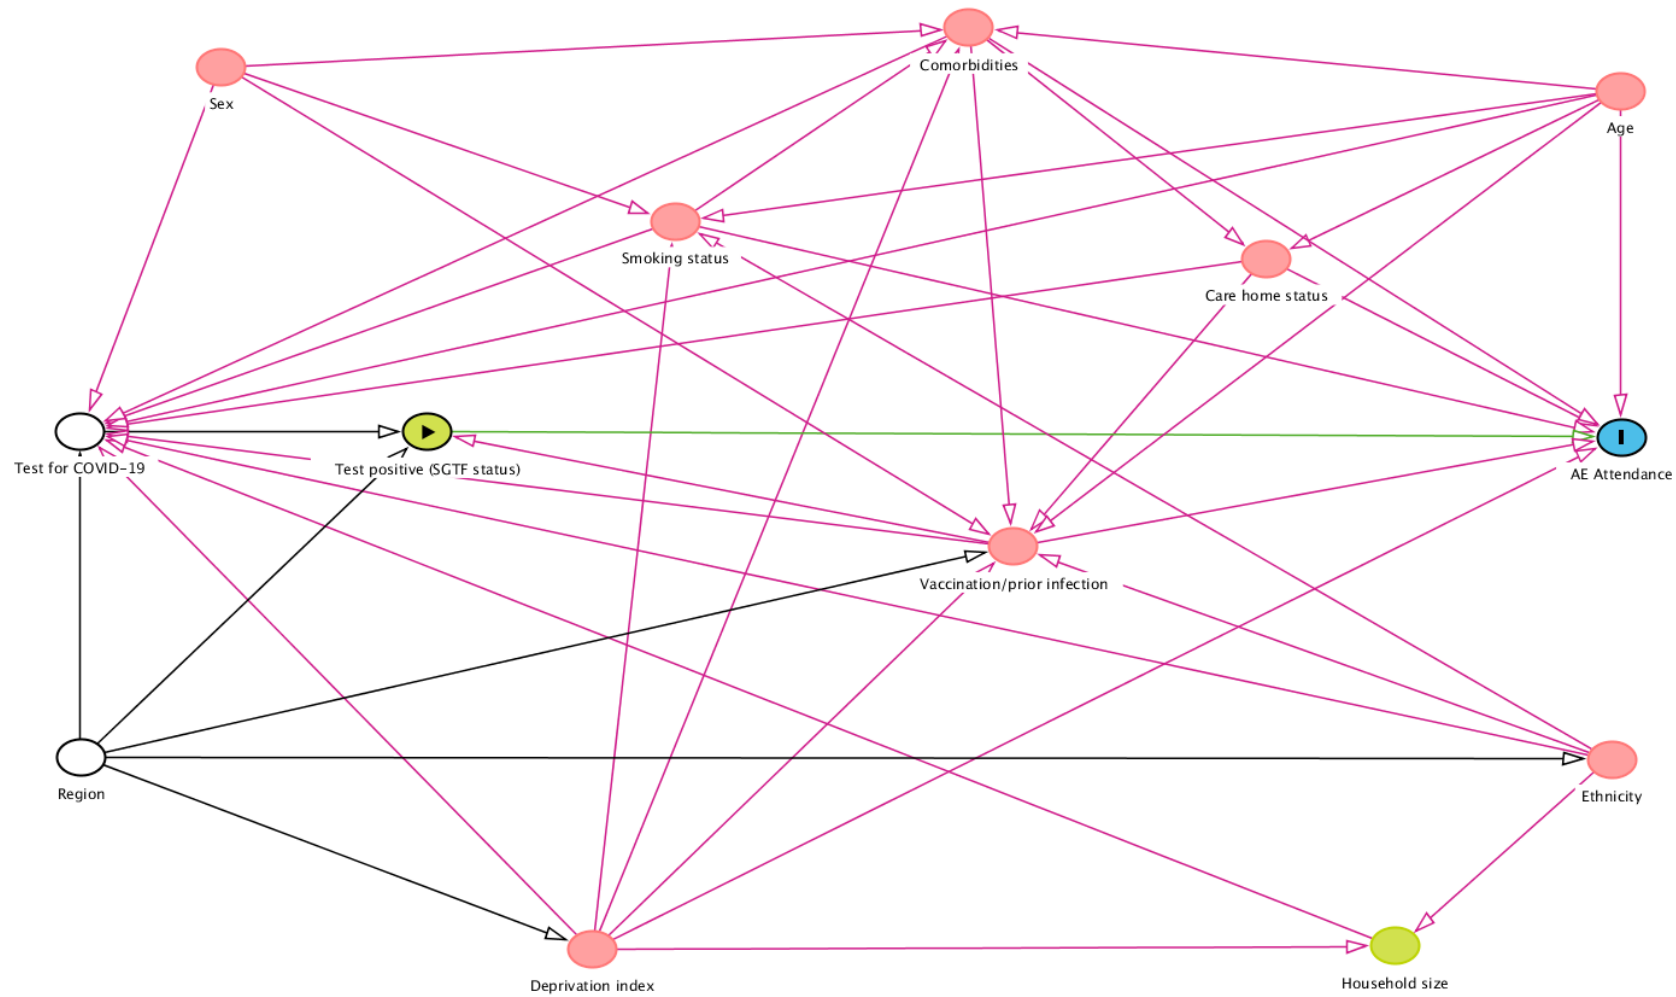 Comorbidities
Sex
Age
Smoking status
Care home status
Test for COVID-19
Test positive (SGTF status)
AE Attendance
Vaccination/prior infection
Region
Ethnicity
Deprivation index
Household size